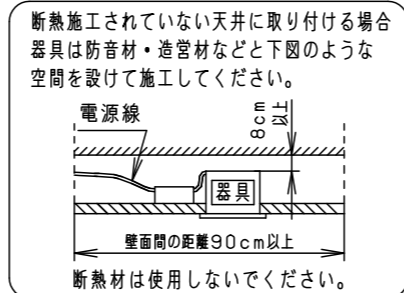 断熱施工されていない天井に取り付ける場合
器具は防音材・造営材などと下図のような
空間を設けて施工してください。
電源線
8cm
以上
器具
壁面間の距離90cm以上
断熱材は使用しないでください。